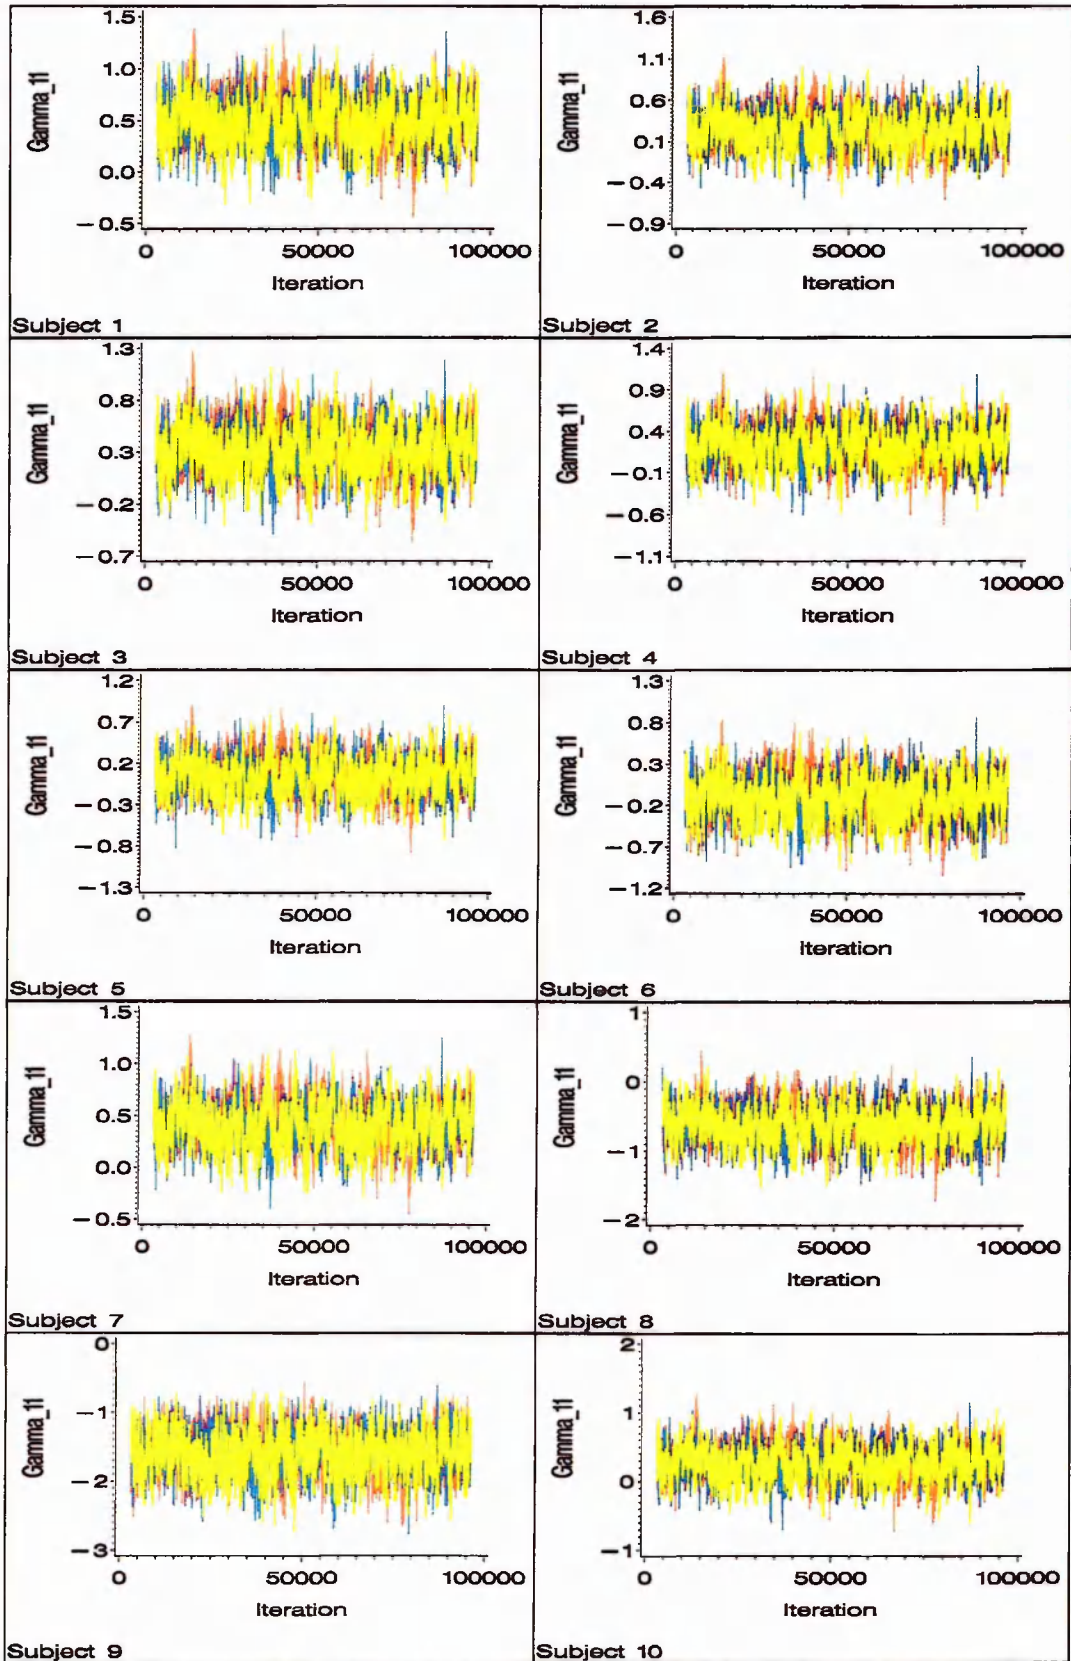 1.5
1.0
0.5
0.0
−0.5
Gamma_11
0 50000 100000
Iteration
Subject 1
1.6
1.1
0.6
0.1
−0.4
−0.9
Gamma_11
0 50000 100000
Iteration
Subject 2
1.3
0.8
0.3
−0.2
−0.7
Gamma_11
0 50000 100000
Iteration
Subject 3
1.4
0.9
0.4
−0.1
−0.6
−1.1
Gamma_11
0 50000 100000
Iteration
Subject 4
1.2
0.7
0.2
−0.3
−0.8
−1.3
Gamma_11
0 50000 100000
Iteration
Subject 5
1.3
0.8
0.3
−0.2
−0.7
−1.2
Gamma_11
0 50000 100000
Iteration
Subject 6
1.5
1.0
0.5
0.0
−0.5
Gamma_11
0 50000 100000
Iteration
Subject 7
1
0
−1
−2
Gamma_11
0 50000 100000
Iteration
Subject 8
0
−1
−2
−3
Gamma_11
0 50000 100000
Iteration
Subject 9
2
1
0
−1
Gamma_11
0 50000 100000
Iteration
Subject 10